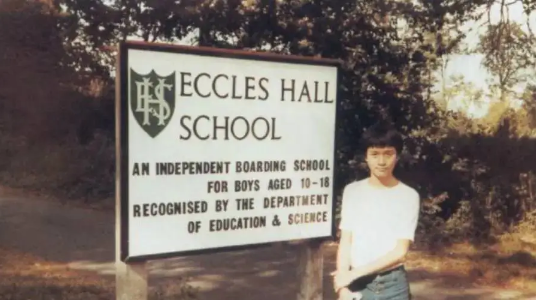 EHS
ECCLES HALL
SCHOOL
AN INDEPENDENT BOARDING SCHOOL
FOR BOYS AGED 10-18
RECOGNISED BY THE DEPARTMENT
OF EDUCATION & SCIENCE